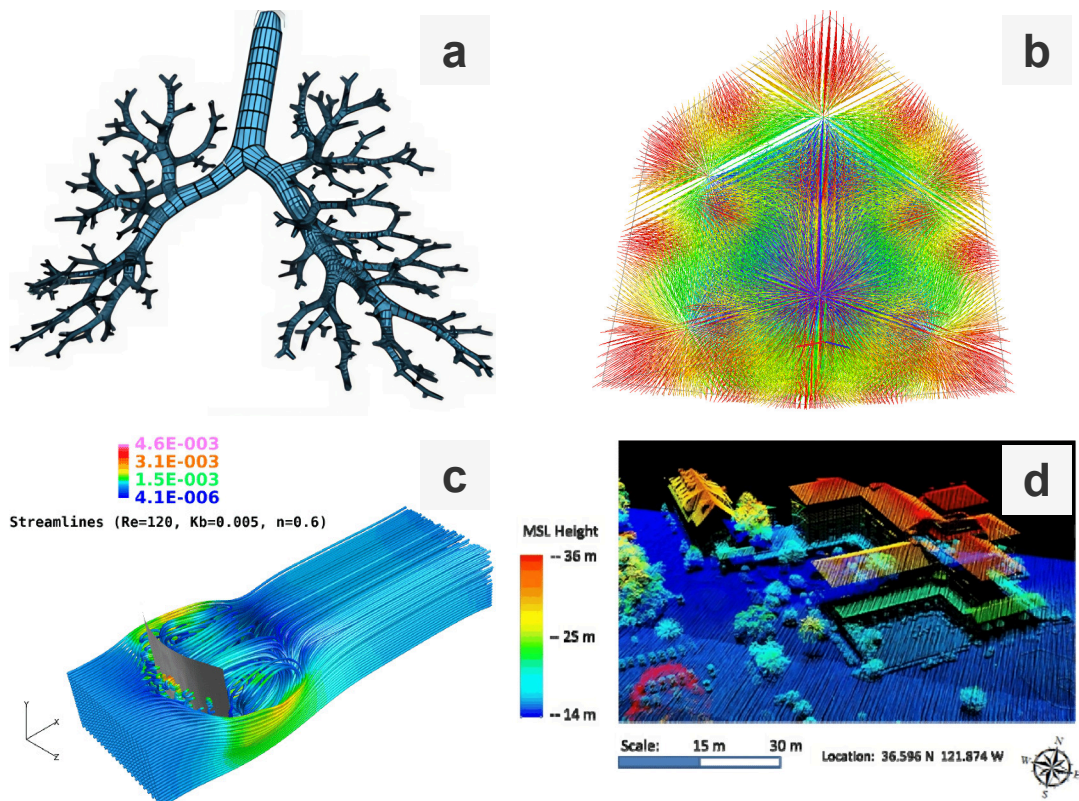 a
b
4.6E-003
3.1E-003
1.5E-003
4.1E-006
Streamlines (Re=120, Kb=0.005, n=0.6)
c
Y
X
Z
d
MSL Height
-- 36 m
-- 25 m
-- 14 m
Scale: 15 m 30 m
Location: 36.596 N 121.874 W
N
W E
S